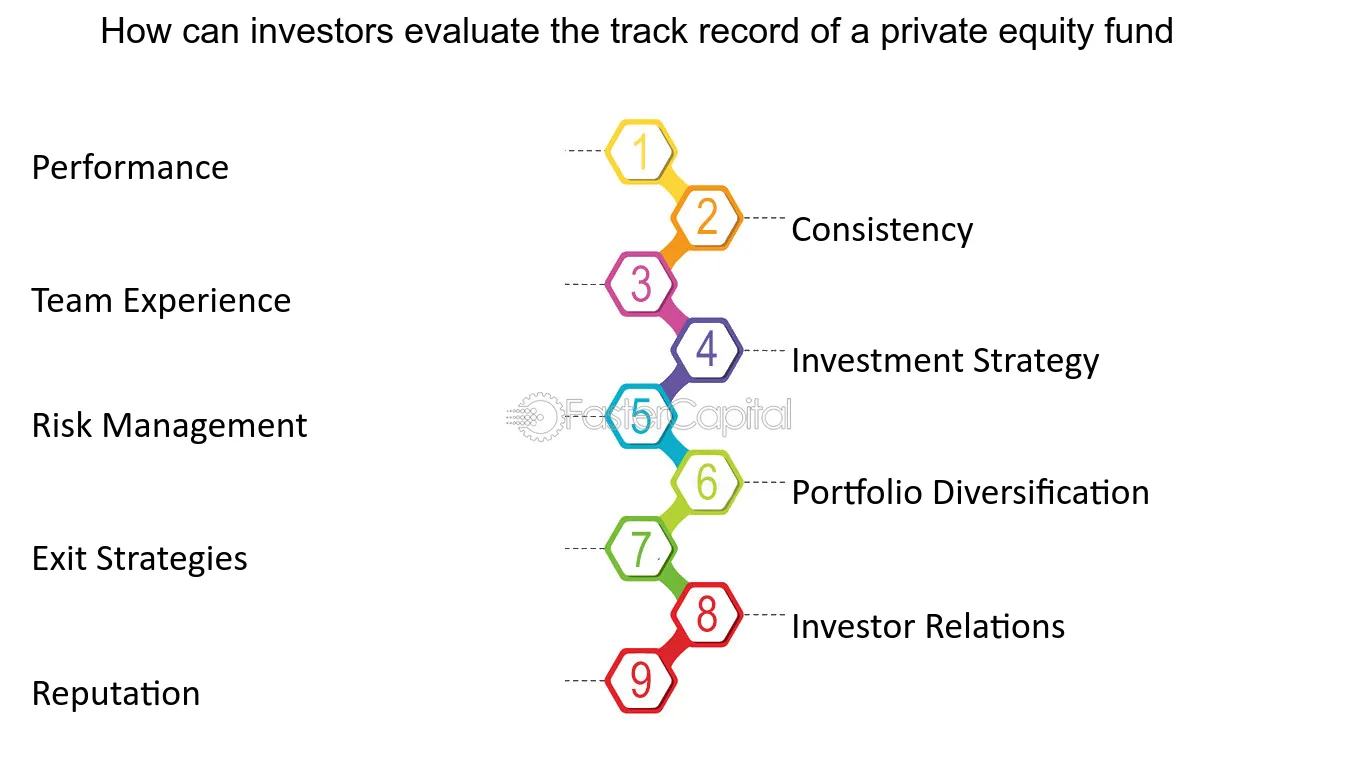 How can investors evaluate the track record of a private equity fund
1
Performance
2
Consistency
3
Team Experience
4
Investment Strategy
5
Risk Management
FasterCapital
6
Portfolio Diversification
7
Exit Strategies
8
Investor Relations
9
Reputation